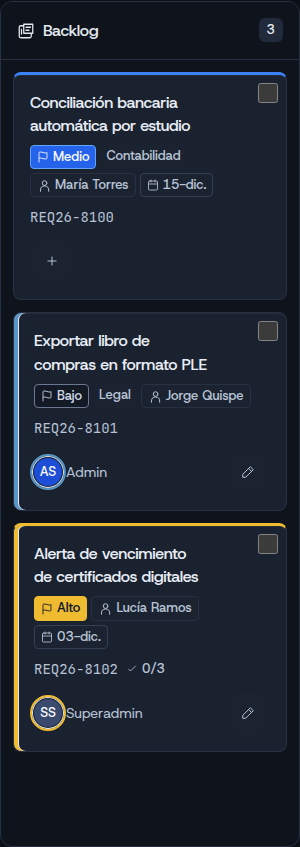 Backlog 3
Conciliación bancaria
automática por estudio
Medio Contabilidad
María Torres 15-dic.
REQ26-8100
+
Exportar libro de
compras en formato PLE
Bajo Legal Jorge Quispe
REQ26-8101
AS Admin
Alerta de vencimiento
de certificados digitales
Alto Lucía Ramos
03-dic.
REQ26-8102 ✓ 0/3
SS Superadmin